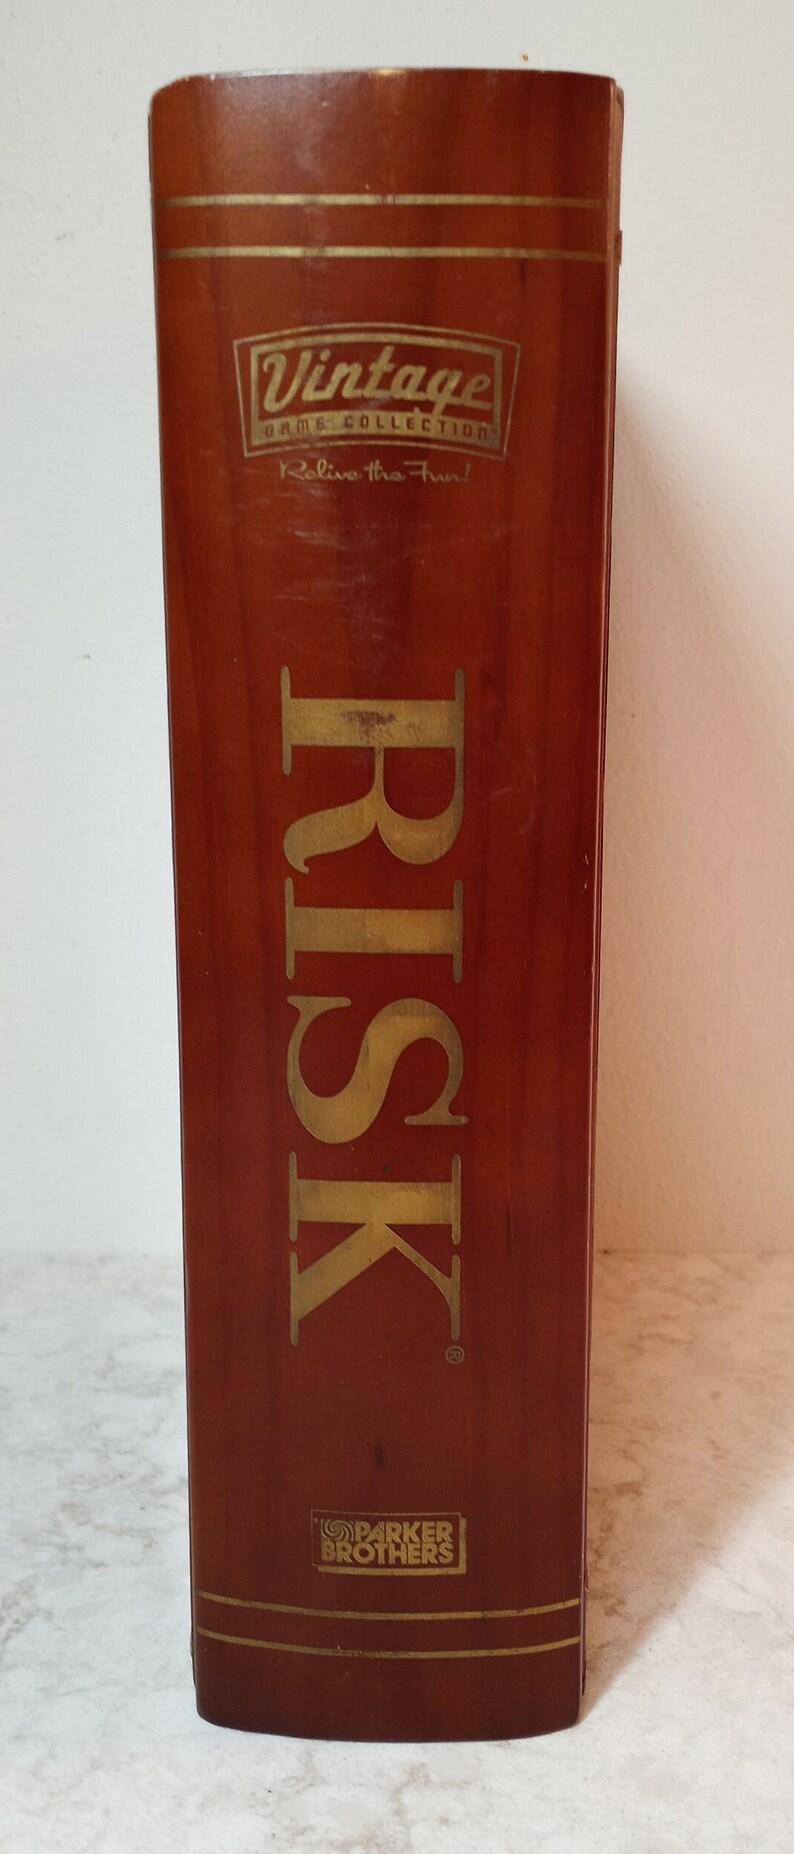 Vintage
GAME COLLECTION
Relive the Fun!
RISK®
PARKER
BROTHERS